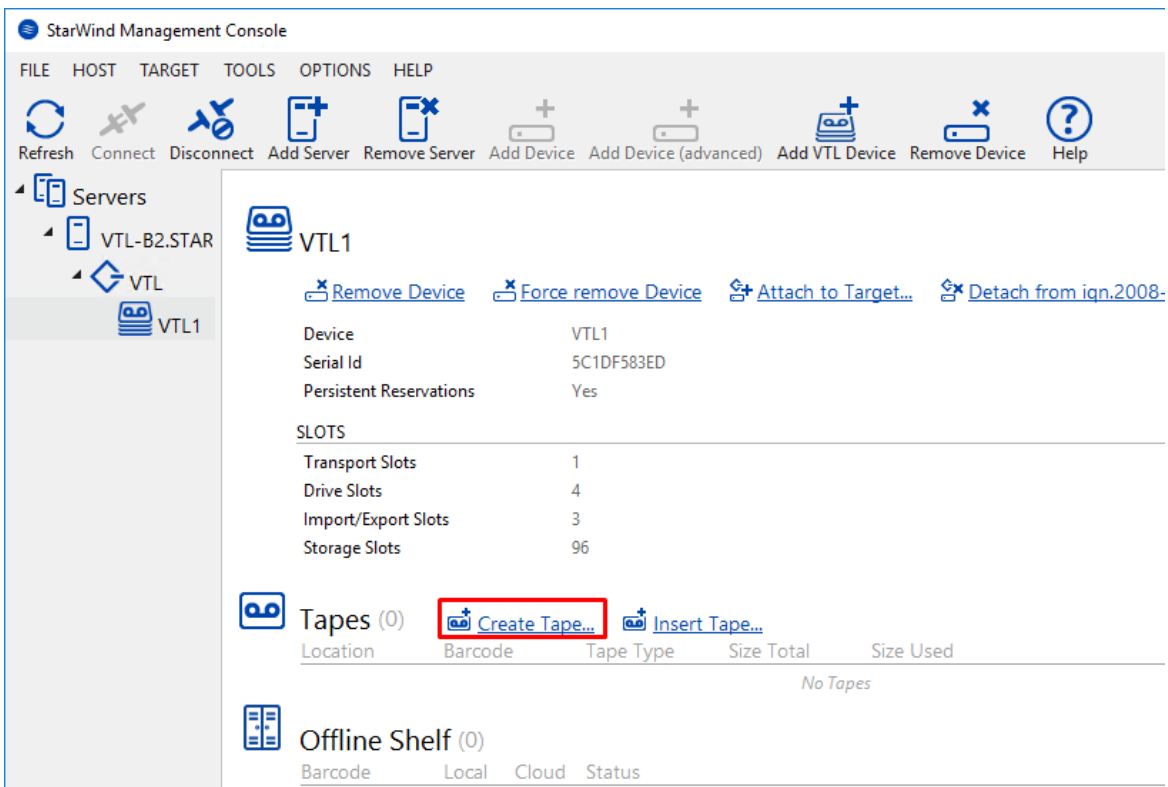 StarWind Management Console
FILE HOST TARGET TOOLS OPTIONS HELP
Refresh Connect Disconnect Add Server Remove Server Add Device Add Device (advanced) Add VTL Device Remove Device Help
Servers
VTL-B2.STAR
VTL
VTL1
VTL1
Remove Device Force remove Device Attach to Target... Detach from iqn.2008-
Device VTL1
Serial Id 5C1DF583ED
Persistent Reservations Yes
SLOTS
Transport Slots 1
Drive Slots 4
Import/Export Slots 3
Storage Slots 96
Tapes (0) Create Tape... Insert Tape...
Location Barcode Tape Type Size Total Size Used
No Tapes
Offline Shelf (0)
Barcode Local Cloud Status